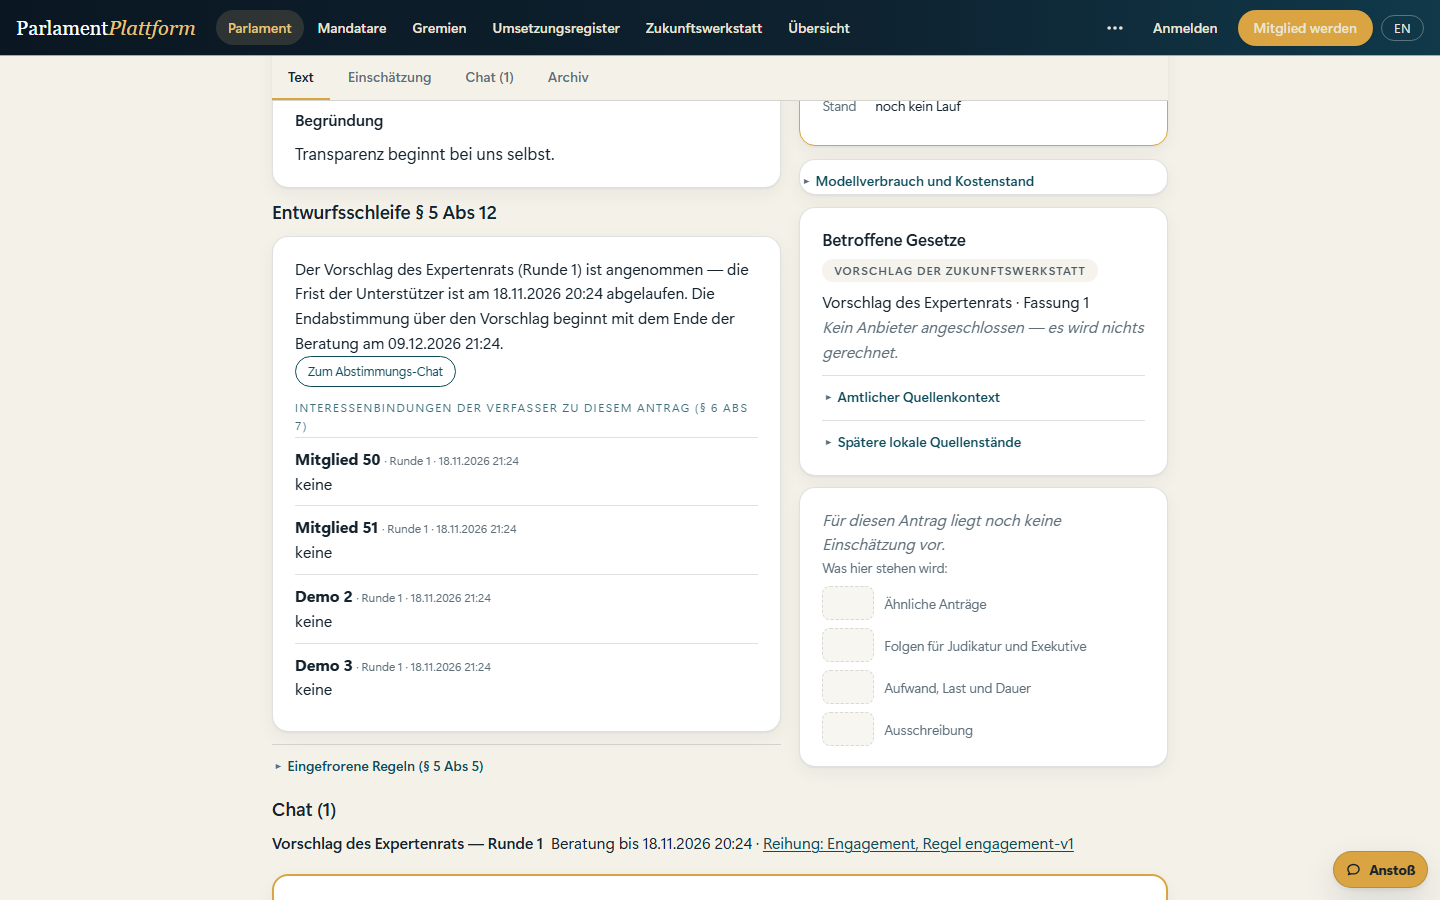 ParlamentPlattform
Parlament
Mandatare
Gremien
Umsetzungsregister
Zukunftswerkstatt
Übersicht
•••
Anmelden
Mitglied werden
EN
Text
Einschätzung
Chat (1)
Archiv
Begründung
Transparenz beginnt bei uns selbst.
Entwurfsschleife § 5 Abs 12
Der Vorschlag des Expertenrats (Runde 1) ist angenommen — die
Frist der Unterstützer ist am 18.11.2026 20:24 abgelaufen. Die
Endabstimmung über den Vorschlag beginnt mit dem Ende der
Beratung am 09.12.2026 21:24.
Zum Abstimmungs-Chat
INTERESSENBINDUNGEN DER VERFASSER ZU DIESEM ANTRAG (§ 6 ABS
7)
Mitglied 50 · Runde 1 · 18.11.2026 21:24
keine
Mitglied 51 · Runde 1 · 18.11.2026 21:24
keine
Demo 2 · Runde 1 · 18.11.2026 21:24
keine
Demo 3 · Runde 1 · 18.11.2026 21:24
keine
Eingefrorene Regeln (§ 5 Abs 5)
Stand noch kein Lauf
Modellverbrauch und Kostenstand
Betroffene Gesetze
VORSCHLAG DER ZUKUNFTSWERKSTATT
Vorschlag des Expertenrats · Fassung 1
Kein Anbieter angeschlossen — es wird nichts
gerechnet.
Amtlicher Quellenkontext
Spätere lokale Quellenstände
Für diesen Antrag liegt noch keine
Einschätzung vor.
Was hier stehen wird:
Ähnliche Anträge
Folgen für Judikatur und Exekutive
Aufwand, Last und Dauer
Ausschreibung
Chat (1)
Vorschlag des Expertenrats — Runde 1 Beratung bis 18.11.2026 20:24 · Reihung: Engagement, Regel engagement-v1
Anstoß